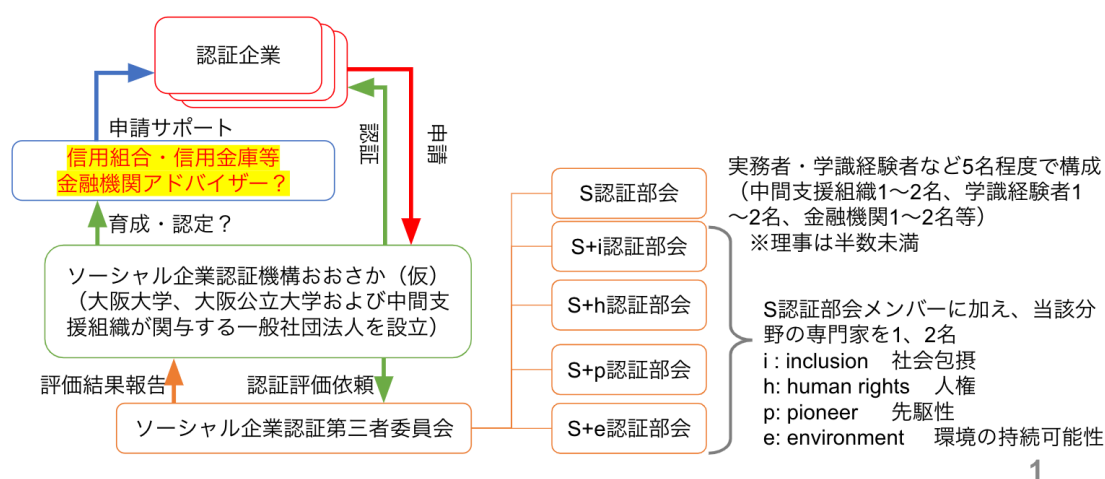 認証企業
申請サポート
認証
申請
信用組合・信用金庫等
金融機関アドバイザー？
育成・認定？
ソーシャル企業認証機構おおさか（仮）
（大阪大学、大阪公立大学および中間支
援組織が関与する一般社団法人を設立）
評価結果報告
認証評価依頼
ソーシャル企業認証第三者委員会
S認証部会
S+i認証部会
S+h認証部会
S+p認証部会
S+e認証部会
実務者・学識経験者など5名程度で構成
（中間支援組織1〜2名、学識経験者1
〜2名、金融機関1〜2名等）
※理事は半数未満
S認証部会メンバーに加え、当該分
野の専門家を1、2名
i : inclusion 社会包摂
h: human rights 人権
p: pioneer 先駆性
e: environment 環境の持続可能性
1